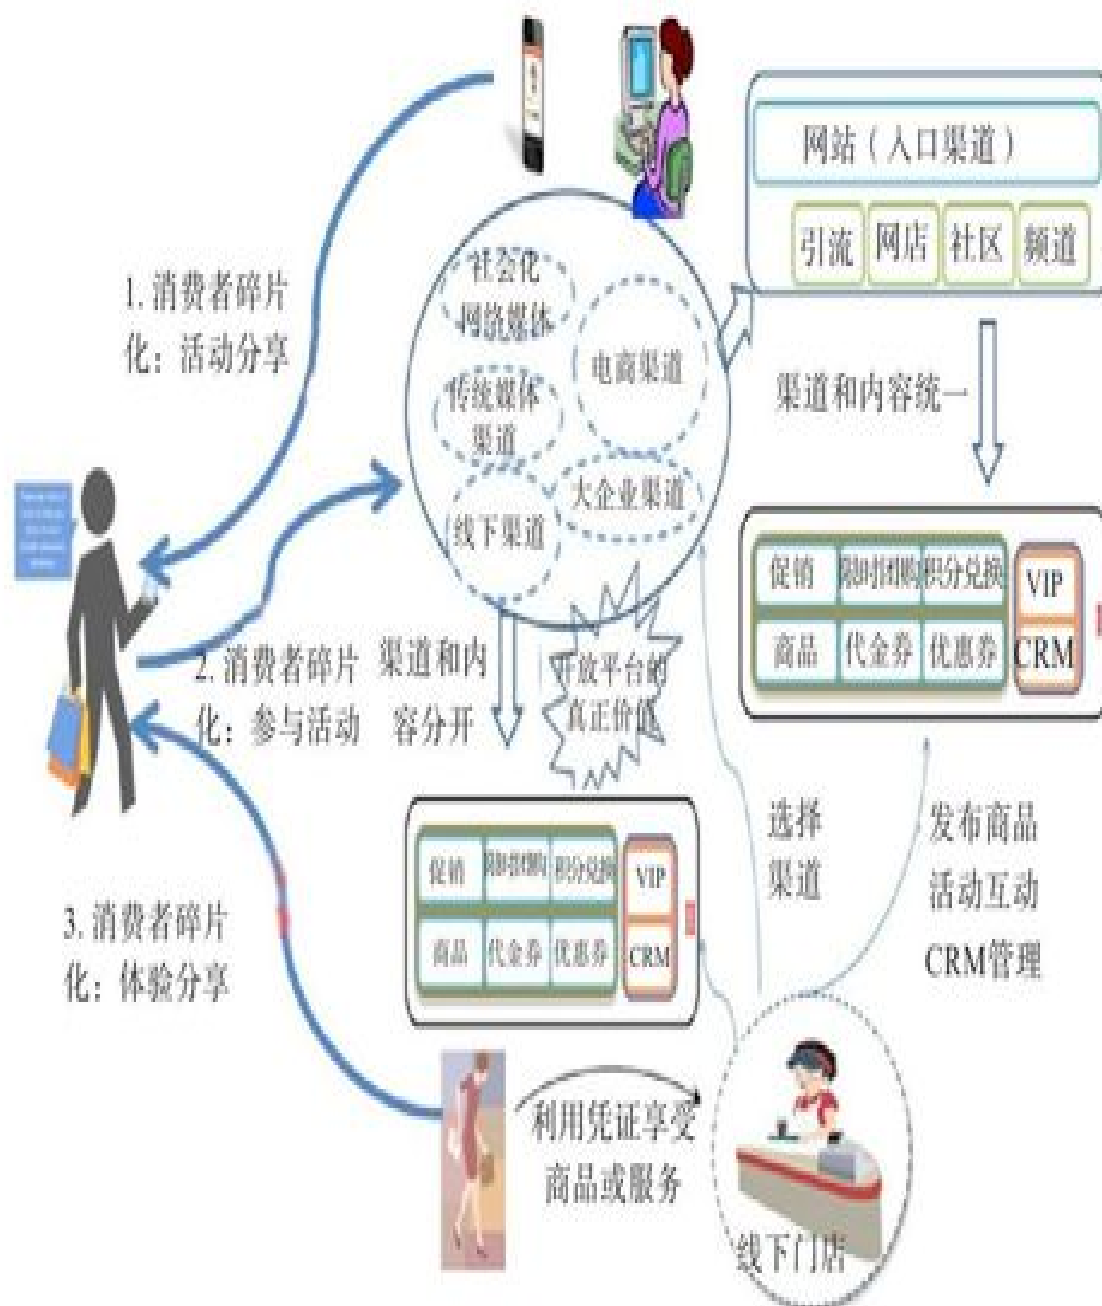 网站（入口渠道）
引流 网店 社区 频道
社会化
网络媒体
电商渠道
传统媒体
渠道
大企业渠道
线下渠道
1. 消费者碎片
化：活动分享
渠道和内容统一
促销 限时团购 积分兑换 VIP
商品 代金券 优惠券 CRM
2. 消费者碎片
化：参与活动
渠道和内
容分开
开放平台的
真正价值
选择
渠道
发布商品
活动互动
CRM管理
促销 限时团购 积分兑换 VIP
商品 代金券 优惠券 CRM
3. 消费者碎片
化：体验分享
利用凭证享受
商品或服务
线下门店